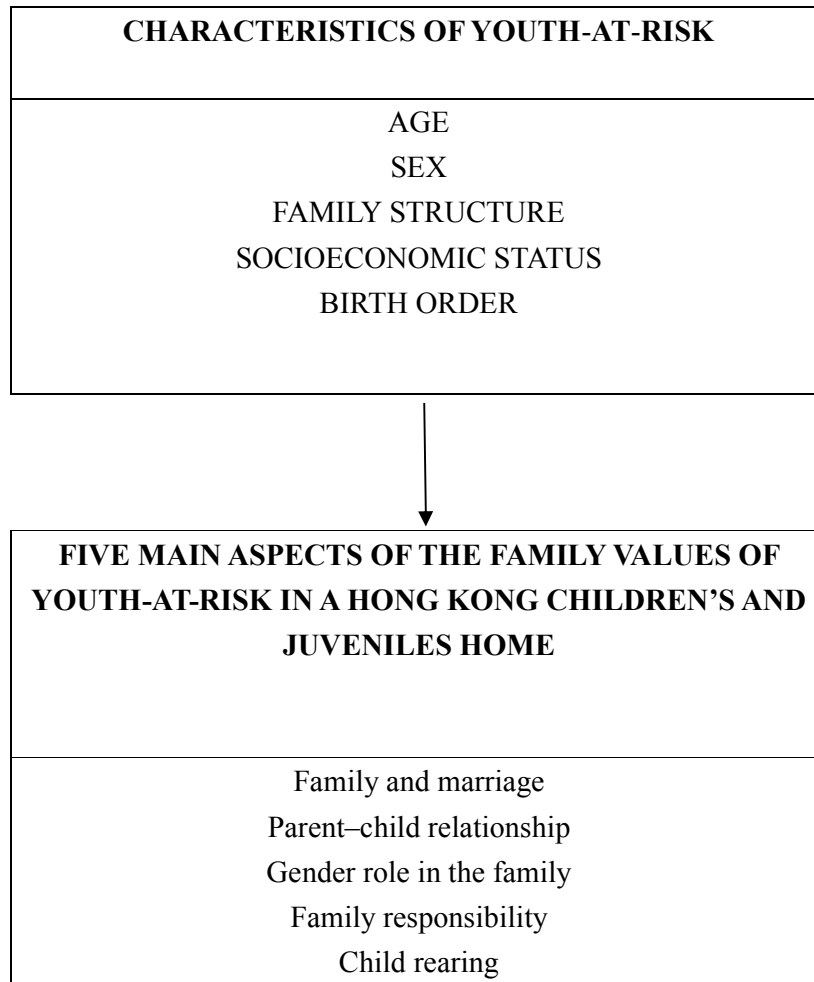 CHARACTERISTICS OF YOUTH-AT-RISK
AGE
SEX
FAMILY STRUCTURE
SOCIOECONOMIC STATUS
BIRTH ORDER
FIVE MAIN ASPECTS OF THE FAMILY VALUES OF
YOUTH-AT-RISK IN A HONG KONG CHILDREN’S AND
JUVENILES HOME
Family and marriage
Parent–child relationship
Gender role in the family
Family responsibility
Child rearing